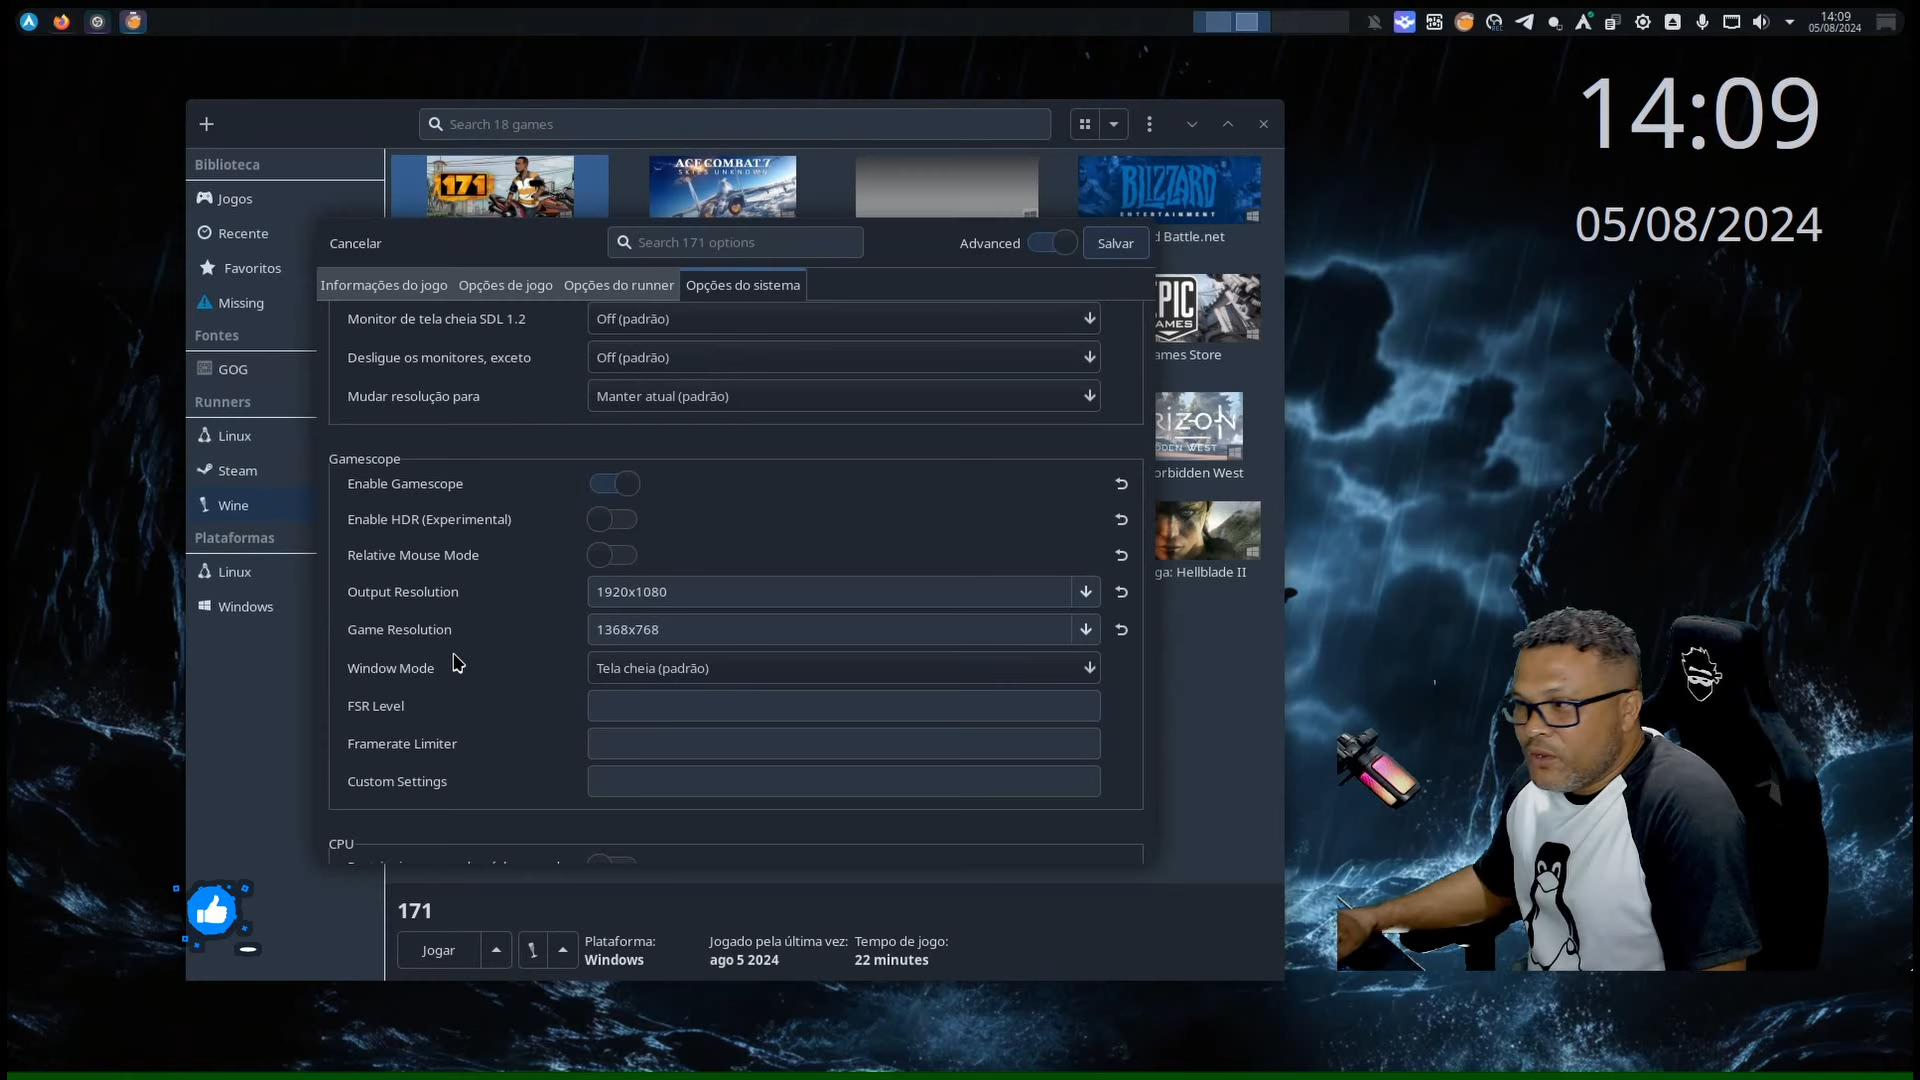 14:09
05/08/2024
14:09
05/08/2024
Search 18 games
Biblioteca
Jogos
Recente
Favoritos
Missing
Fontes
GOG
Runners
Linux
Steam
Wine
Plataformas
Linux
Windows
171
ACE COMBAT 7
SKIES UNKNOWN
BLIZZARD
ENTERTAINMENT
d Battle.net
EPIC
GAMES
ames Store
RIZON
DDEN WEST
orbidden West
ga: Hellblade II
Cancelar
Search 171 options
Advanced
Salvar
Informações do jogo
Opções de jogo
Opções do runner
Opções do sistema
Monitor de tela cheia SDL 1.2
Off (padrão)
Desligue os monitores, exceto
Off (padrão)
Mudar resolução para
Manter atual (padrão)
Gamescope
Enable Gamescope
Enable HDR (Experimental)
Relative Mouse Mode
Output Resolution
1920x1080
Game Resolution
1368x768
Window Mode
Tela cheia (padrão)
FSR Level
Framerate Limiter
Custom Settings
CPU
171
Jogar
Plataforma:
Windows
Jogado pela última vez:
ago 5 2024
Tempo de jogo:
22 minutes